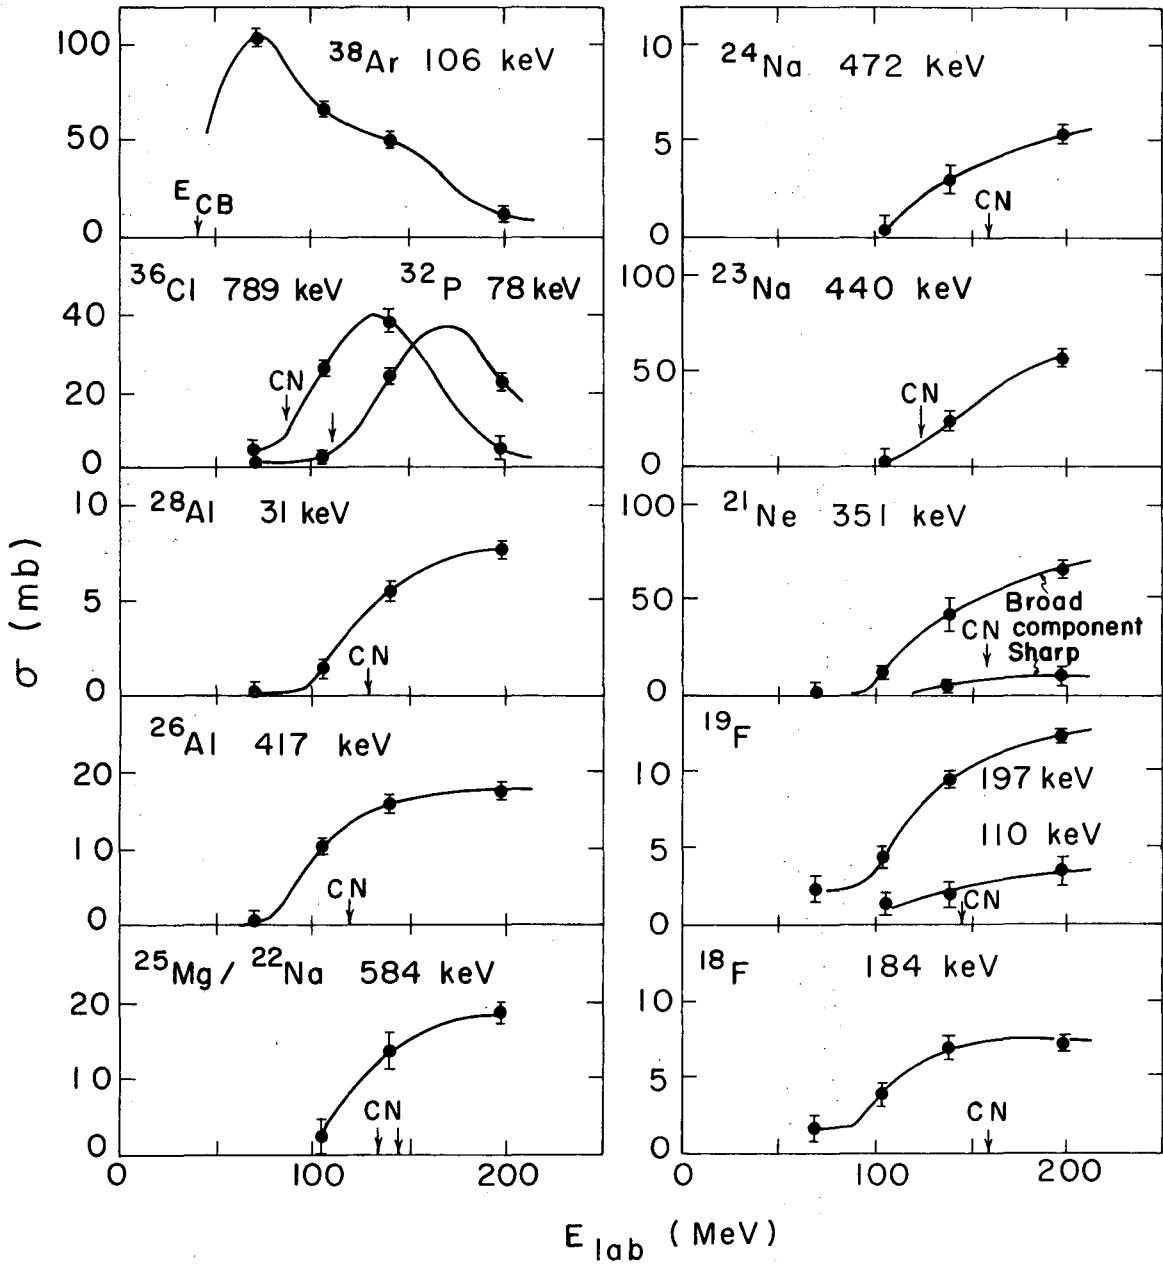 σ (mb)
³⁸Ar 106 keV
100
50
0
E_CB
³⁶Cl 789 keV ³²P 78 keV
40
20
0
CN
²⁸Al 31 keV
10
5
0
CN
²⁶Al 417 keV
20
10
0
CN
²⁵Mg/ ²²Na 584 keV
20
10
0
CN
0 100 200
²⁴Na 472 KeV
10
5
0
CN
²³Na 440 keV
100
50
0
CN
²¹Ne 351 keV
100
50
0
Broad
CN component
Sharp
¹⁹F
10
5
0
197 keV
110 keV
CN
¹⁸F 184 keV
10
5
0
CN
0 100 200
E_lab (MeV)